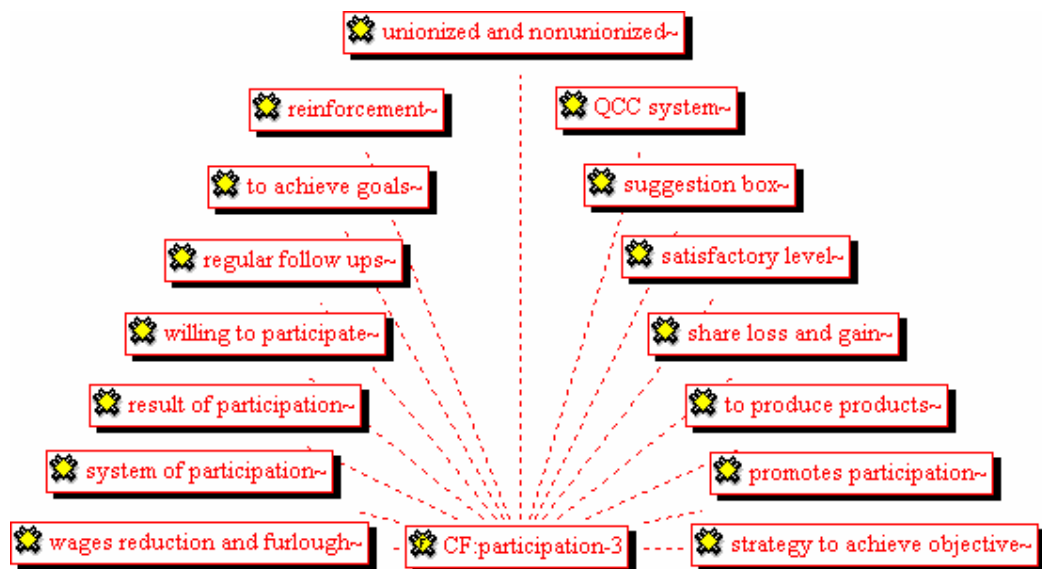 unionized and nonunionized~
reinforcement~
QCC system~
to achieve goals~
suggestion box~
regular follow ups~
satisfactory level~
willing to participate~
share loss and gain~
result of participation~
to produce products~
system of participation~
promotes participation~
wages reduction and furlough~
CF:participation-3
strategy to achieve objective~